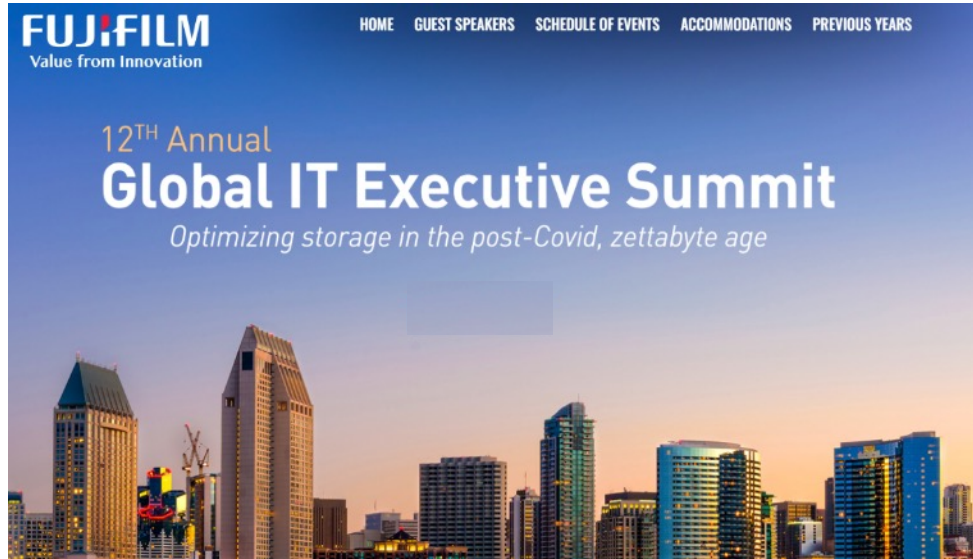 FUJIFILM
Value from Innovation
HOME GUEST SPEAKERS SCHEDULE OF EVENTS ACCOMMODATIONS PREVIOUS YEARS
12TH Annual
Global IT Executive Summit
Optimizing storage in the post-Covid, zettabyte age